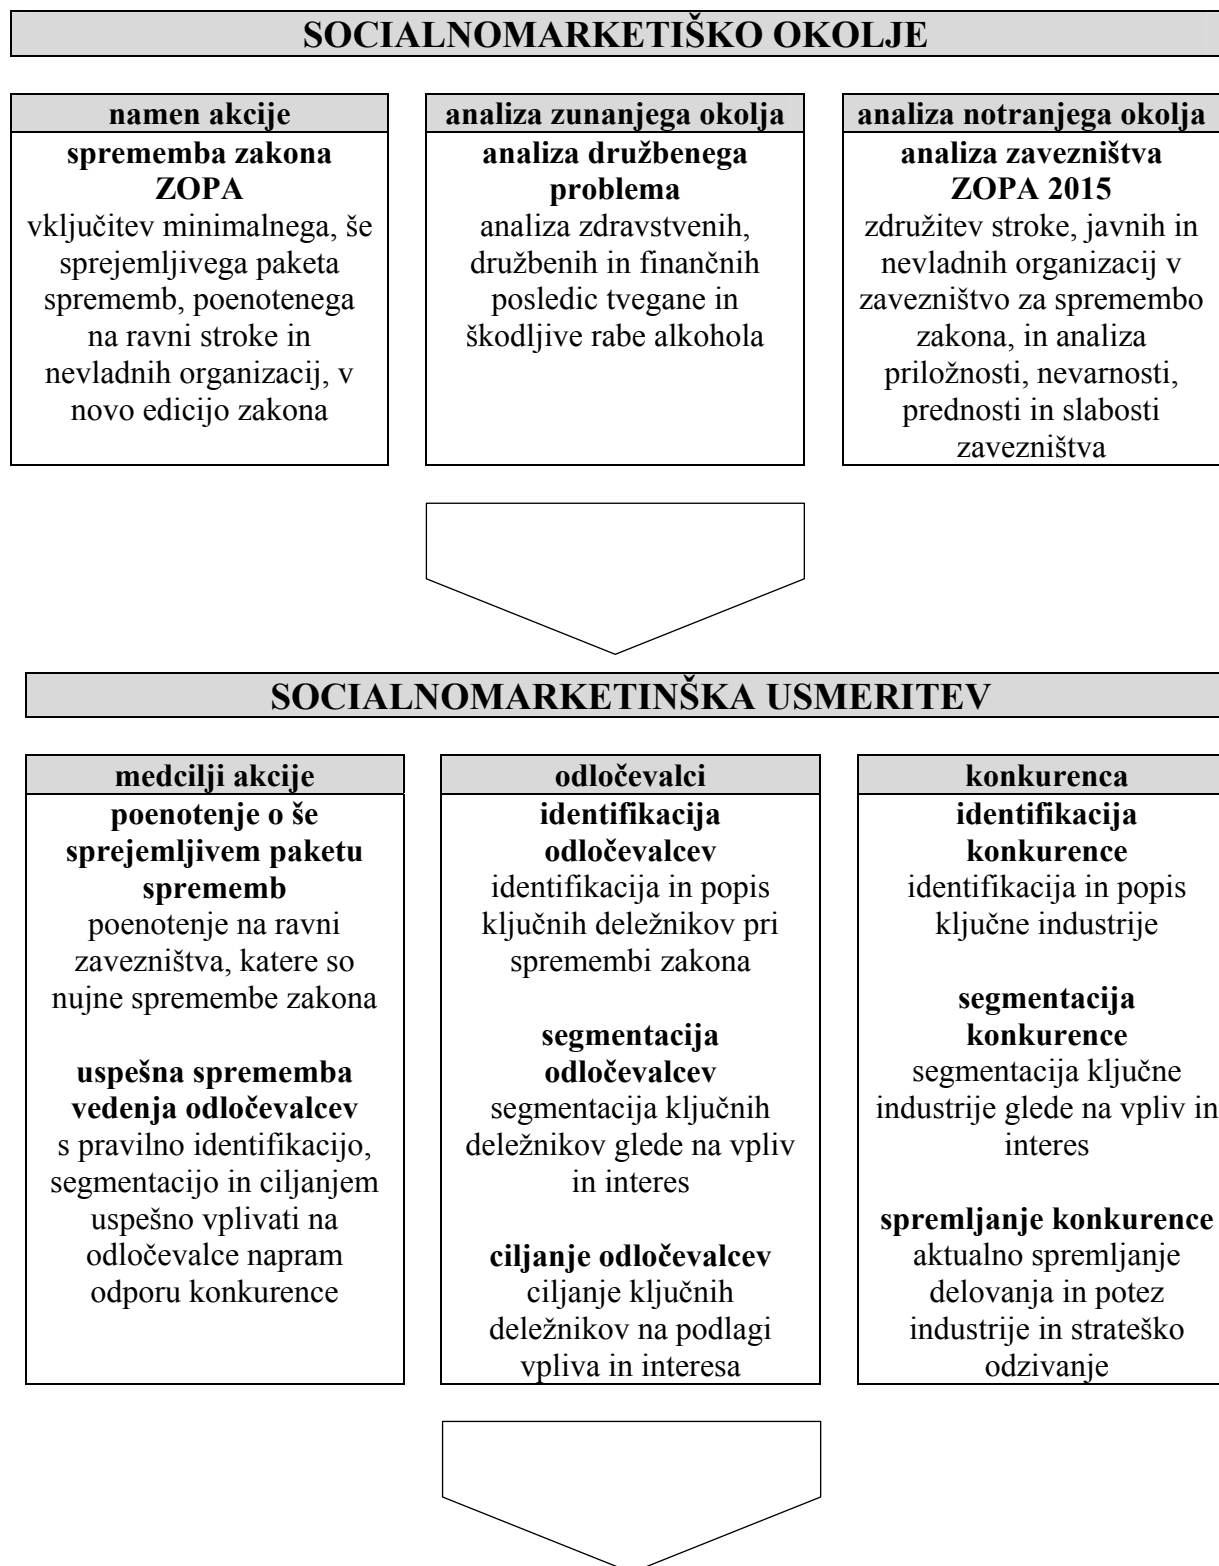 SOCIALNOMARKETIŠKO OKOLJE
namen akcije
sprememba zakona
ZOPA
vključitev minimalnega, še
sprejemljivega paketa
sprememb, poenotenega
na ravni stroke in
nevladnih organizacij, v
novo edicijo zakona
analiza zunanjega okolja
analiza družbenega
problema
analiza zdravstvenih,
družbenih in finančnih
posledic tvegane in
škodljive rabe alkohola
analiza notranjega okolja
analiza zavezništva
ZOPA 2015
združitev stroke, javnih in
nevladnih organizacij v
zavezništvo za spremembo
zakona, in analiza
priložnosti, nevarnosti,
prednosti in slabosti
zavezništva
SOCIALNOMARKETINŠKA USMERITEV
medcilji akcije
poenotenje o še
sprejemljivem paketu
sprememb
poenotenje na ravni
zavezništva, katere so
nujne spremembe zakona
uspešna sprememba
vedenja odločevalcev
s pravilno identifikacijo,
segmentacijo in ciljanjem
uspešno vplivati na
odločevalce napram
odporu konkurence
odločevalci
identifikacija
odločevalcev
identifikacija in popis
ključnih deležnikov pri
spremembi zakona
segmentacija
odločevalcev
segmentacija ključnih
deležnikov glede na vpliv
in interes
ciljanje odločevalcev
ciljanje ključnih
deležnikov na podlagi
vpliva in interesa
konkurenca
identifikacija
konkurence
identifikacija in popis
ključne industrije
segmentacija
konkurence
segmentacija ključne
industrije glede na vpliv in
interes
spremljanje konkurence
aktualno spremljanje
delovanja in potez
industrije in strateško
odzivanje